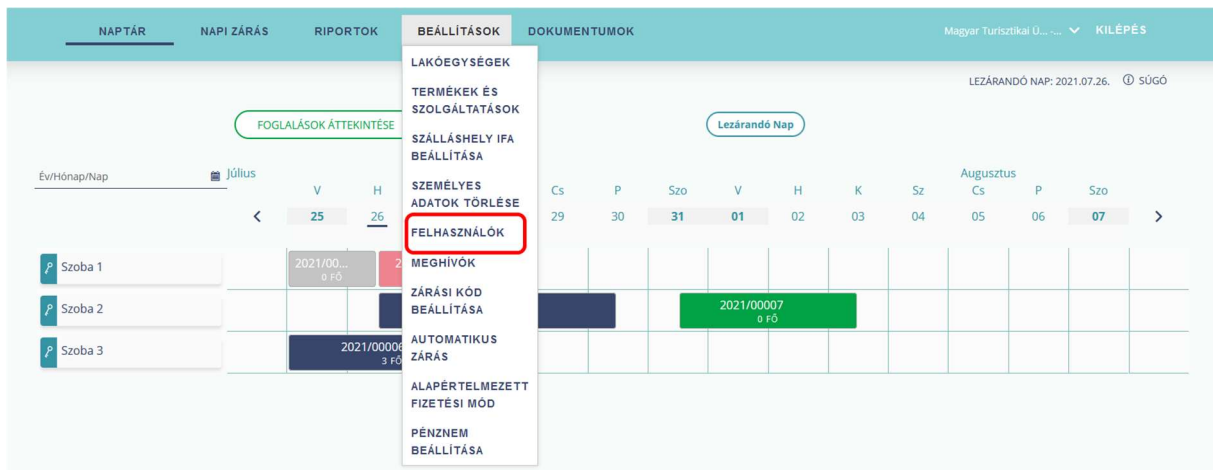 NAPTÁR NAPI ZÁRÁS RIPORTOK BEÁLLÍTÁSOK DOKUMENTUMOK Magyar Turisztikai Ü... -... KILÉPÉS
LAKÓEGYSÉGEK
LEZÁRANDÓ NAP: 2021.07.26. SÚGÓ
TERMÉKEK ÉS
SZOLGÁLTATÁSOK
FOGLALÁSOK ÁTTEKINTÉSE
Lezárandó Nap
SZÁLLÁSHELY IFA
BEÁLLÍTÁSA
Év/Hónap/Nap
Július
Augusztus
SZEMÉLYES
ADATOK TÖRLÉSE
V H Cs P Szo V H K Sz Cs P Szo
25 26 29 30 31 01 02 03 04 05 06 07
FELHASZNÁLÓK
MEGHÍVÓK
Szoba 1
2021/00...
0 FŐ
2
ZÁRÁSI KÓD
BEÁLLÍTÁSA
Szoba 2
2021/00007
0 FŐ
AUTOMATIKUS
ZÁRÁS
Szoba 3
2021/00006
3 FŐ
ALAPÉRTELMEZETT
FIZETÉSI MÓD
PÉNZNEM
BEÁLLÍTÁSA